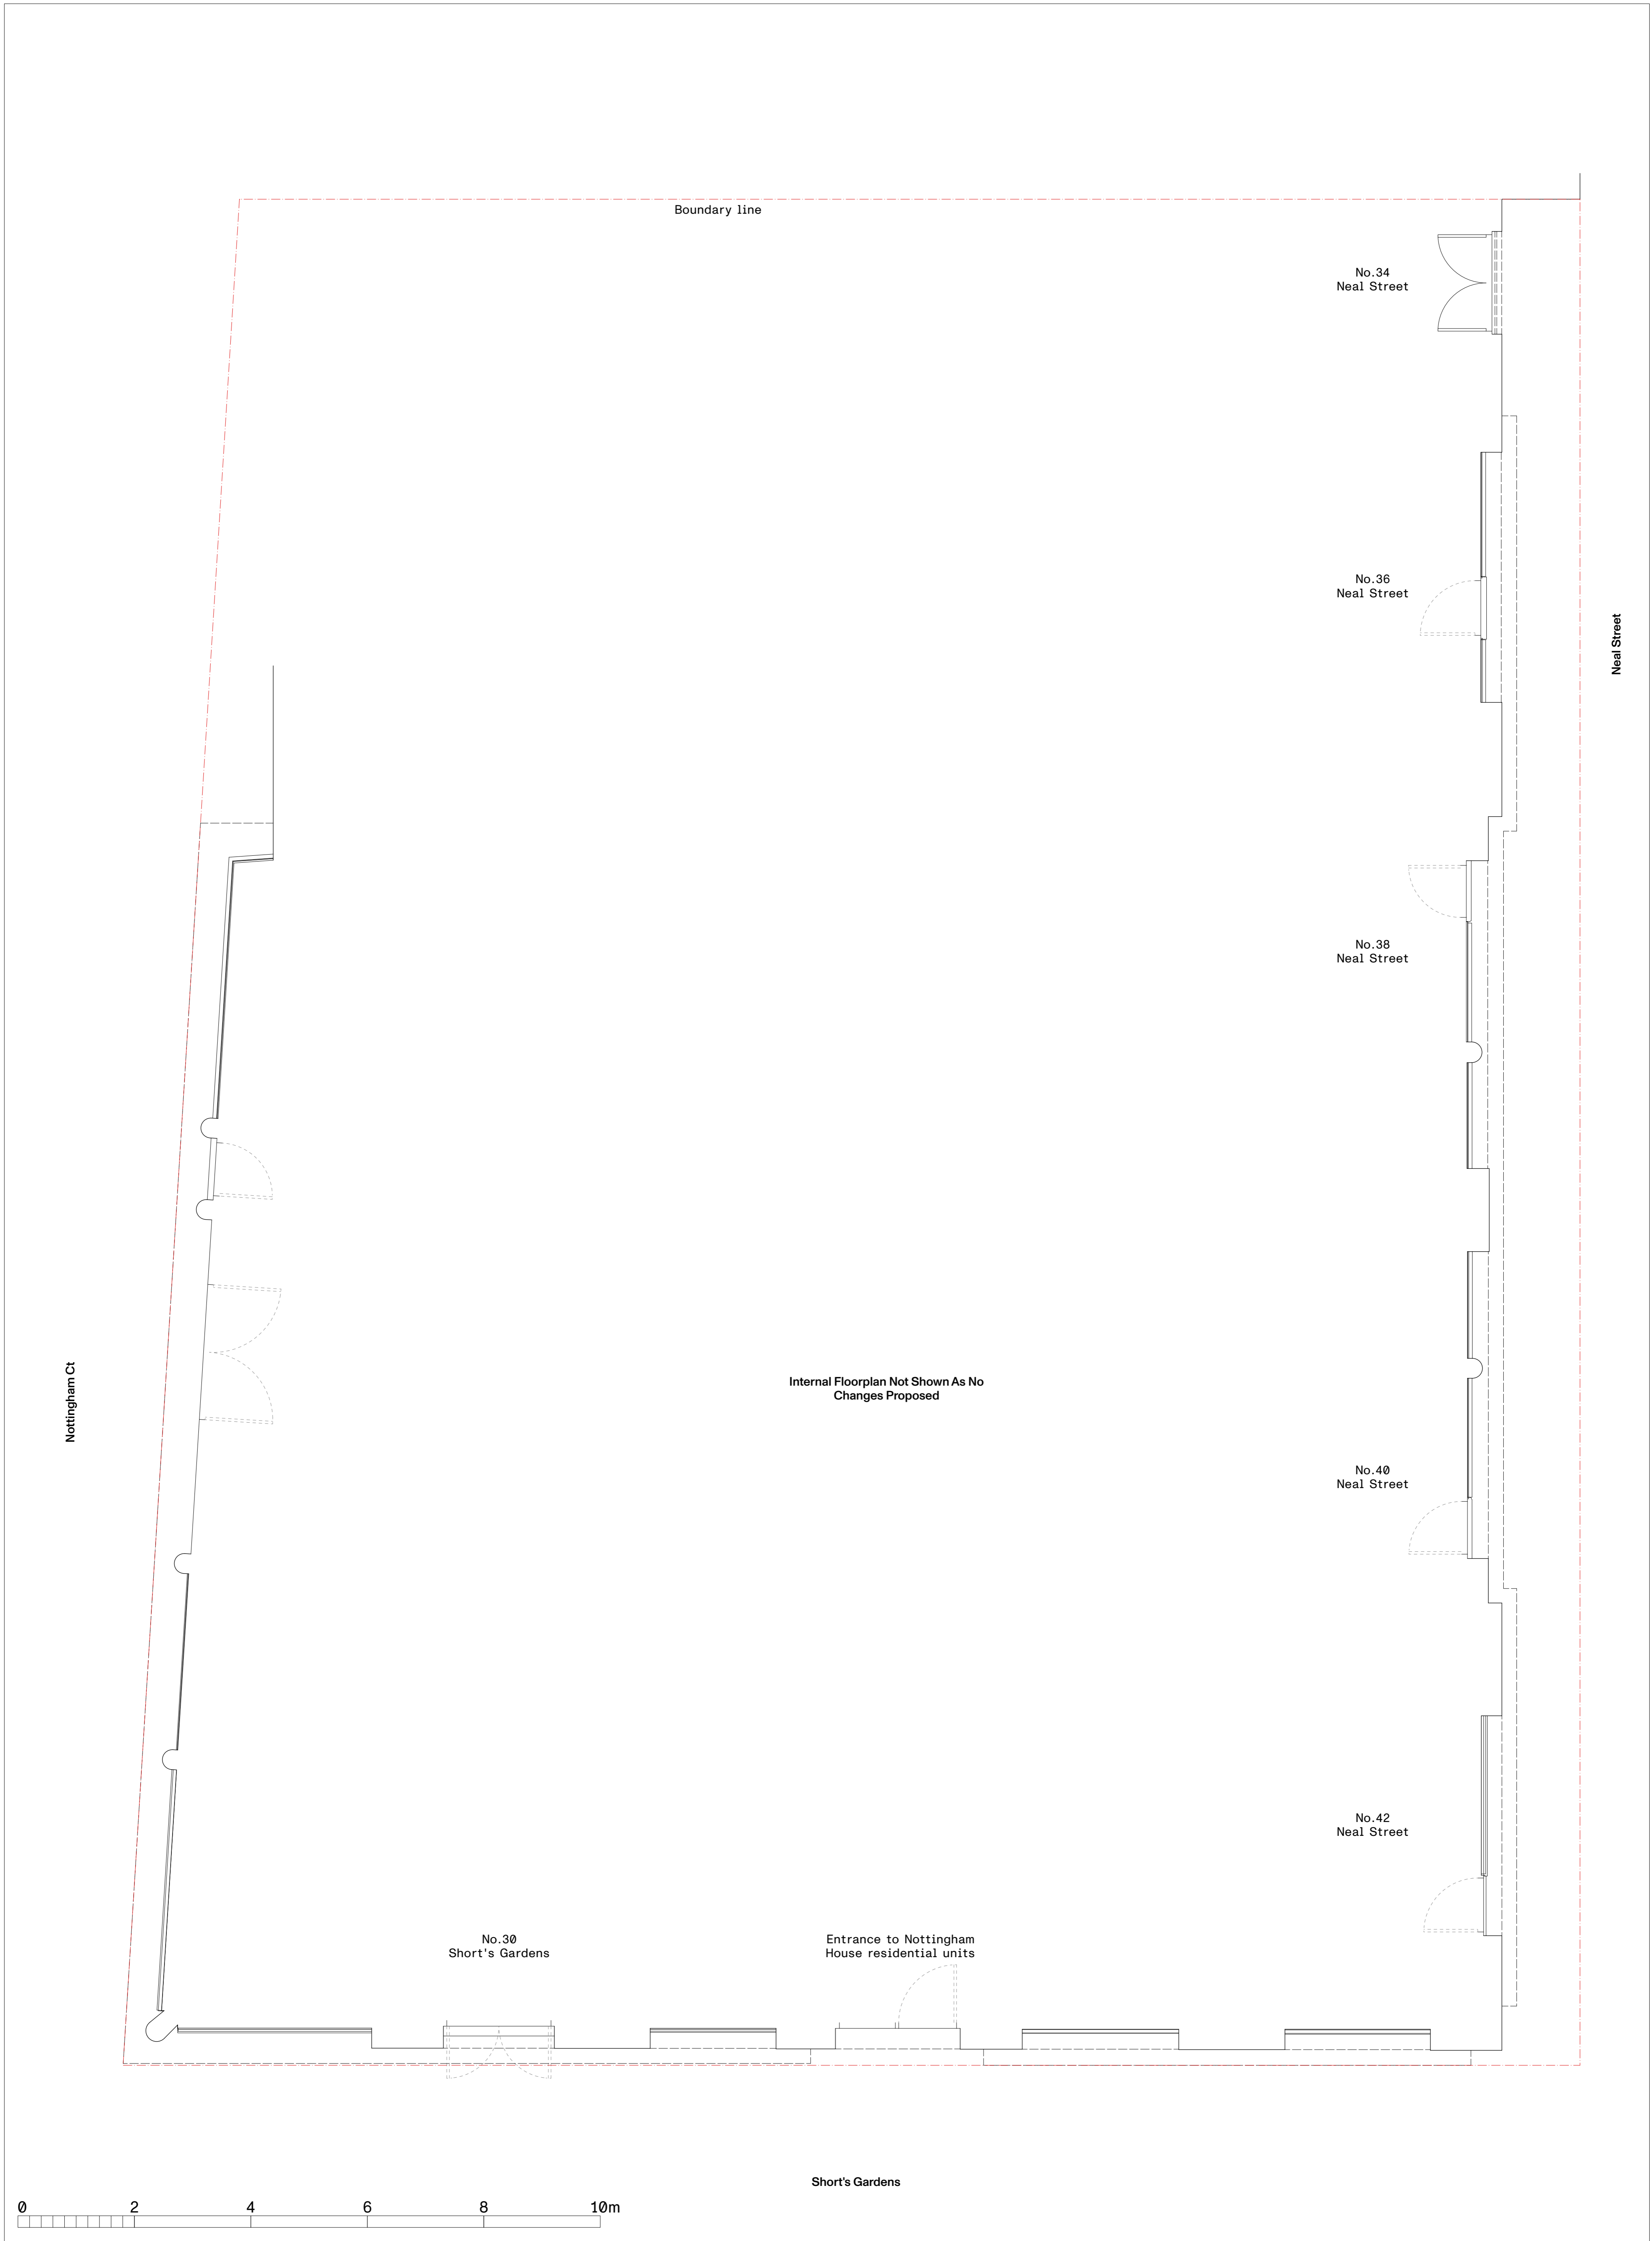 Boundary line
No.34
Neal Street
No.36
Neal Street
Neal Street
No.38
Neal Street
Nottingham Ct
Internal Floorplan Not Shown As No
Changes Proposed
No.40
Neal Street
No.42
Neal Street
No.30
Short's Gardens
Entrance to Nottingham
House residential units
Short's Gardens
0 2 4 6 8 10m